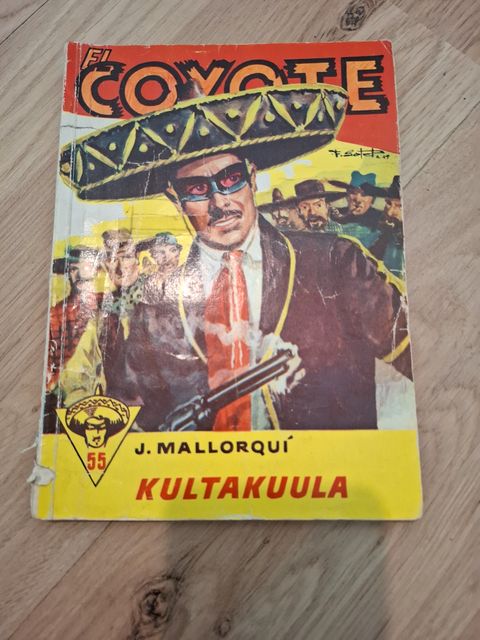 El
COYOTE
55
J. MALLORQUÍ
KULTAKUULA